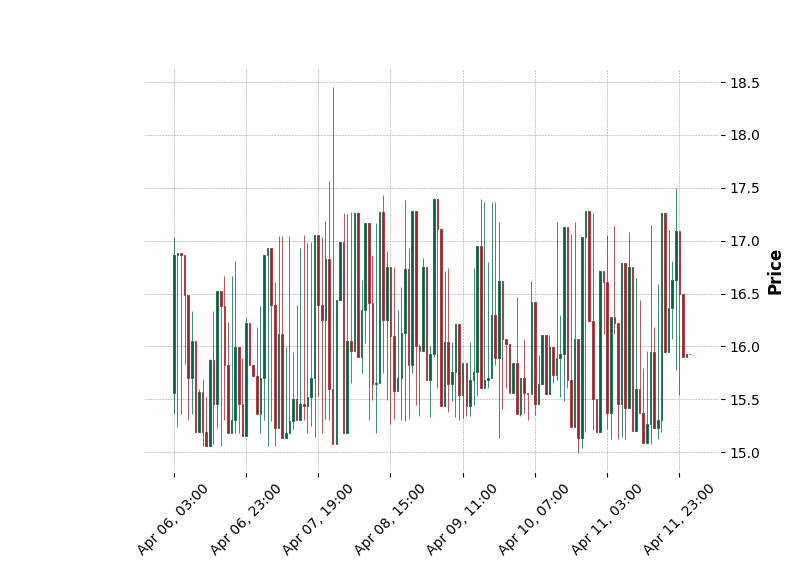 18.5
18.0
17.5
17.0
16.5
16.0
15.5
15.0
Price
Apr 06, 03:00
Apr 06, 23:00
Apr 07, 19:00
Apr 08, 15:00
Apr 09, 11:00
Apr 10, 07:00
Apr 11, 03:00
Apr 11, 23:00